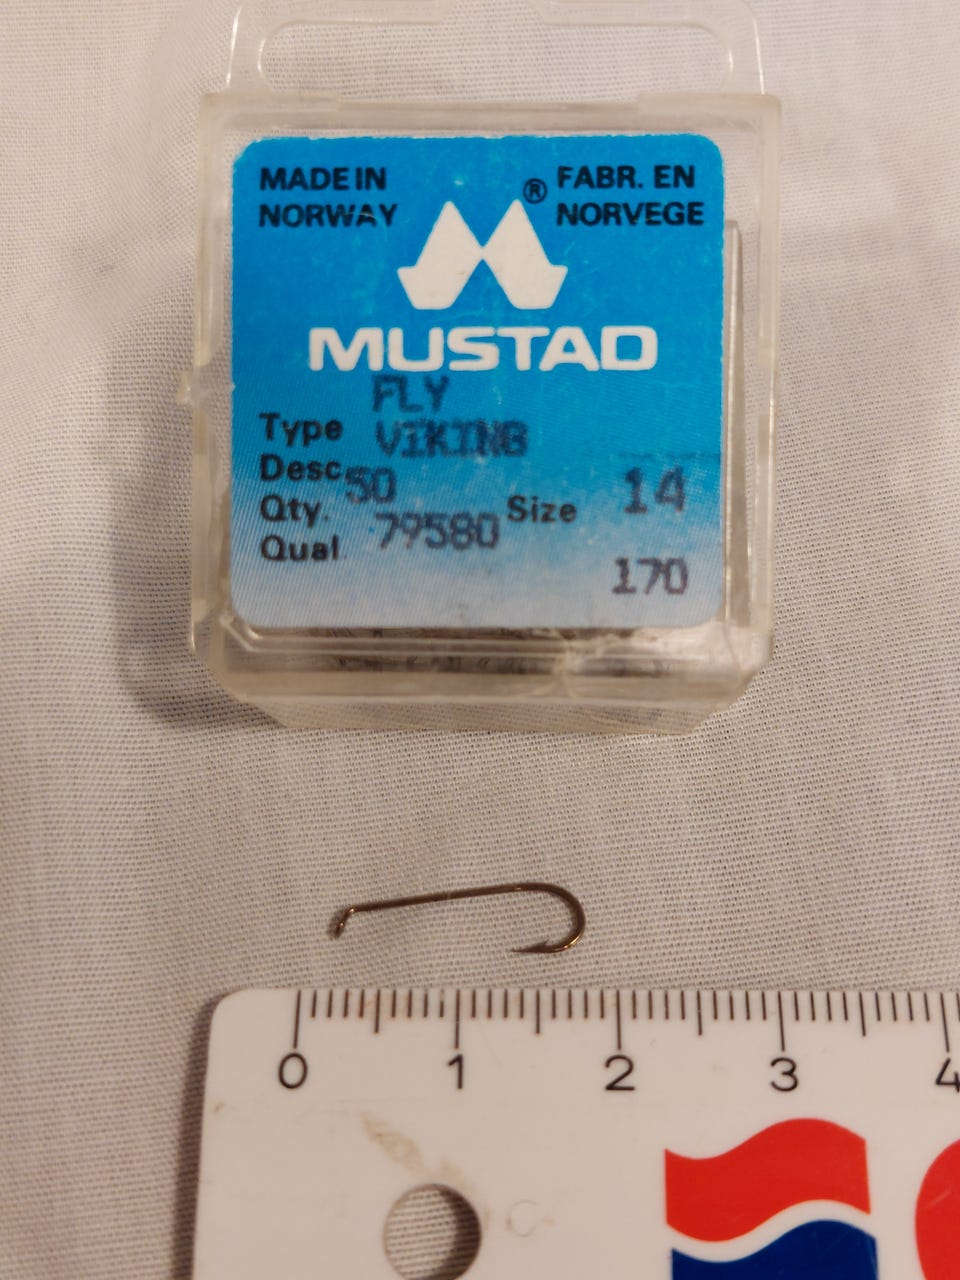 MADE IN
NORWAY
®
FABR. EN
NORVEGE
MUSTAD
FLY
Type VIKING
Desc
Qty. 50
Size 14
Qual 79580
170
0 1 2 3 4